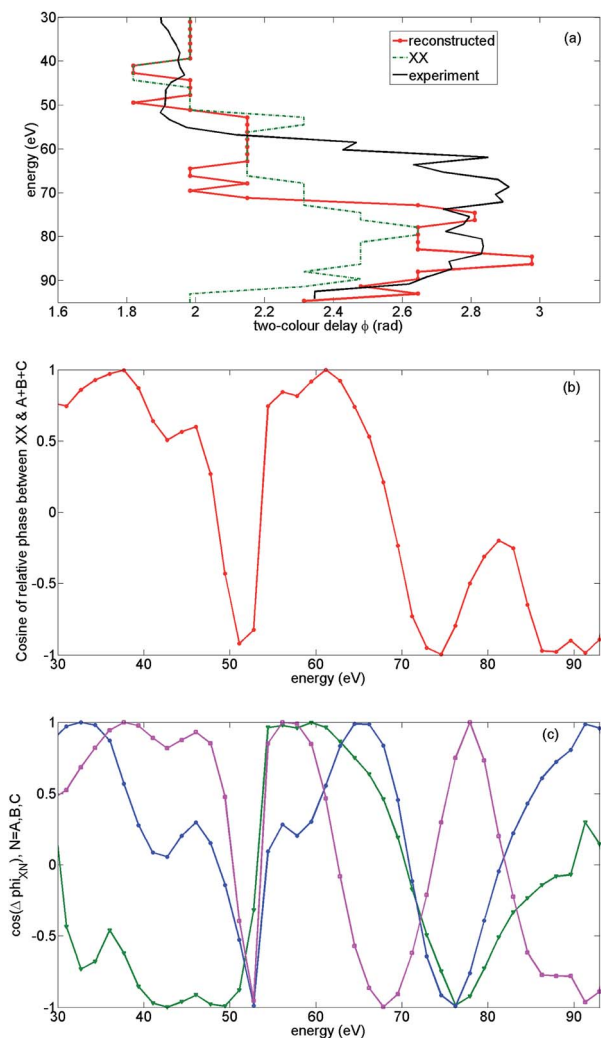 (a)
reconstructed
XX
experiment
energy (eV)
30
40
50
60
70
80
90
1.6 1.8 2 2.2 2.4 2.6 2.8 3
two-colour delay ϕ (rad)
(b)
Cosine of relative phase between XX & A+B+C
1
0.5
0
-0.5
-1
30 40 50 60 70 80 90
energy (eV)
(c)
cos(Δ phi_XN), N=A,B,C
1
0.5
0
-0.5
-1
30 40 50 60 70 80 90
energy (eV)